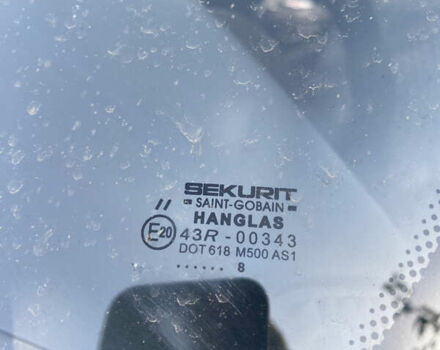 SEKURIT
SAINT-GOBAIN
HANGLAS
//
E20 43R - 00343
DOT 618 M500 AS1
...... 8